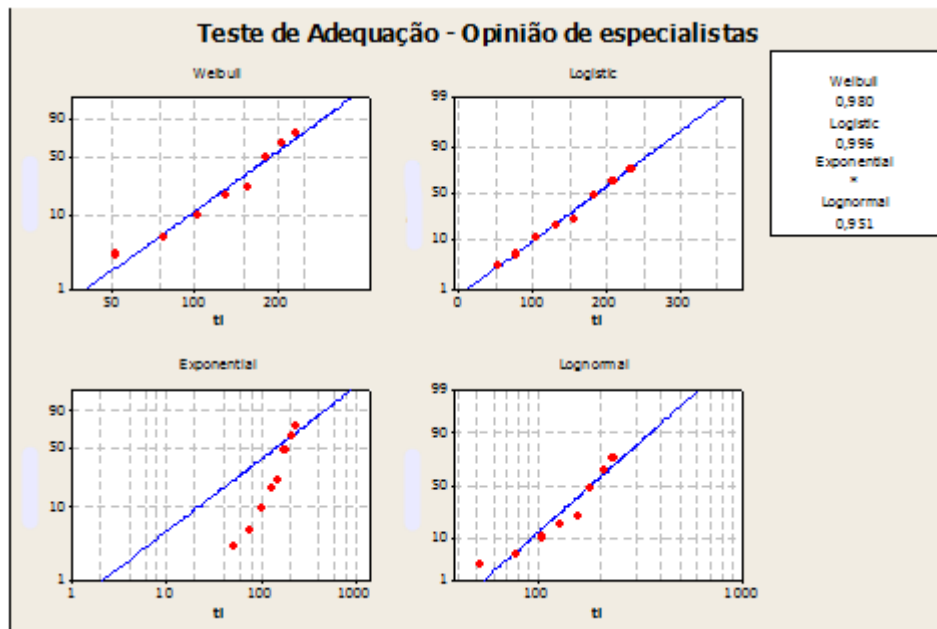 Teste de Adequação - Opinião de especialistas
Weibull
90
50
10
1
50 100 200
ti
Logistic
99
90
50
10
1
0 100 200 300
ti
Weibull
0,980
Logistic
0,996
Exponential
*
Lognormal
0,951
Exponential
90
50
10
1
1 10 100 1000
ti
Lognormal
99
90
50
10
1
100 1000
ti